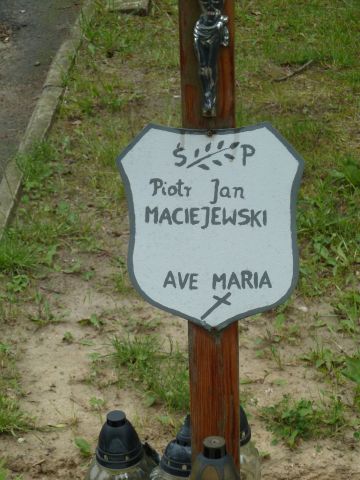 Ś P
Piotr Jan
MACIEJEWSKI
AVE MARIA